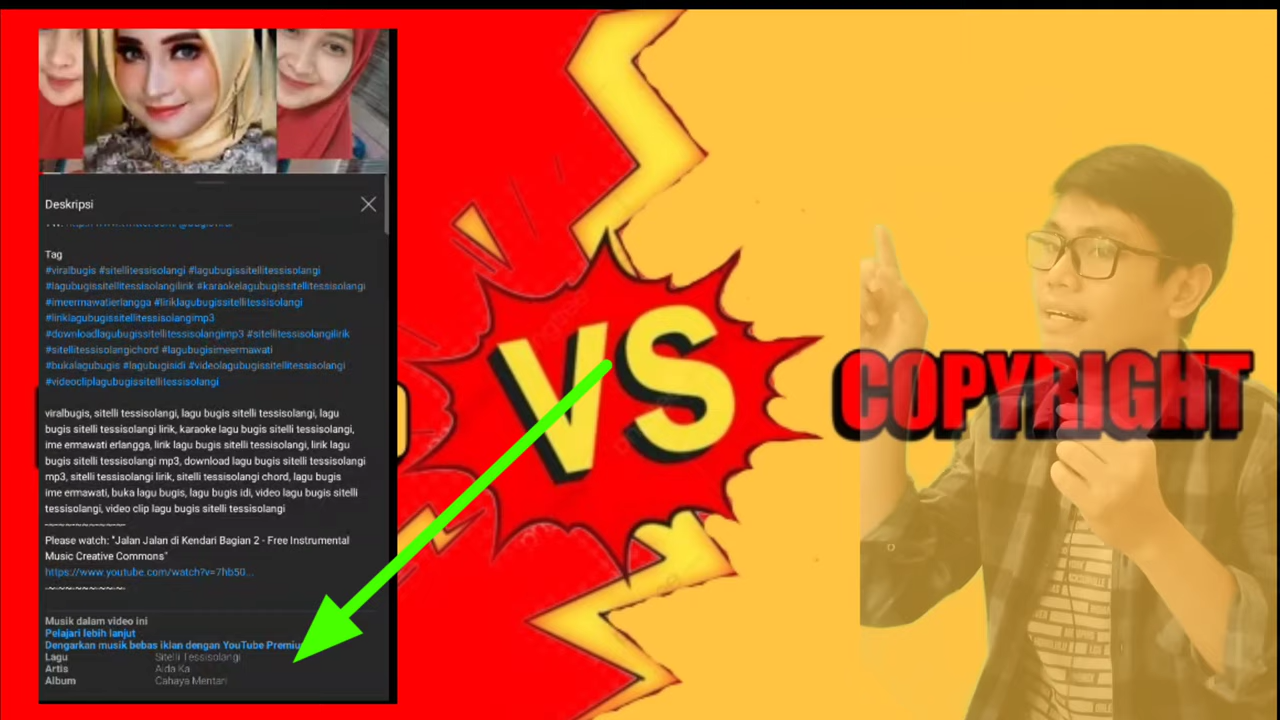 Deskripsi
Tag
#viralbugis #sitellitessisolangi #lagubugissitellitessisolangi
#lagubugissitellitessisolangilirik #karaokelagubugissitellitessisolangi
#imeermawatierlangga #liriklagubugissitellitessisolangi
#liriklagubugissitellitessisolangimp3
#downloadlagubugissitellitessisolangimp3 #sitellitessisolangilirik
#sitellitessisolangichord #lagubugisimeermawati
#bukalagubugis #lagubugisidi #videolagubugissitellitessisolangi
#videocliplagubugissitellitessisolangi
viralbugis, sitelli tessisolangi, lagu bugis sitelli tessisolangi, lagu
bugis sitelli tessisolangi lirik, karaoke lagu bugis sitelli tessisolangi,
ime ermawati erlangga, lirik lagu bugis sitelli tessisolangi, lirik lagu
bugis sitelli tessisolangi mp3, download lagu bugis sitelli tessisolangi
mp3, sitelli tessisolangi lirik, sitelli tessisolangi chord, lagu bugis
ime ermawati, buka lagu bugis, lagu bugis idi, video lagu bugis sitelli
tessisolangi, video clip lagu bugis sitelli tessisolangi
-~-~~-~~~-~~-~-
Please watch: "Jalan Jalan di Kendari Bagian 2 - Free Instrumental
Music Creative Commons"
https://www.youtube.com/watch?v=7hb50...
-~-~~-~~~-~~-~-
Musik dalam video ini
Pelajari lebih lanjut
Dengarkan musik bebas iklan dengan YouTube Premium
Lagu Sitelli Tessisolangi
Artis Aida Ka
Album Cahaya Mentari
VS
COPYRIGHT